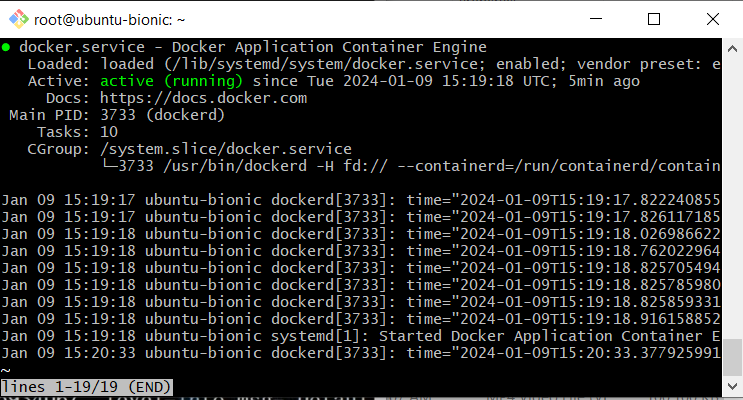 root@ubuntu-bionic: ~
● docker.service - Docker Application Container Engine
   Loaded: loaded (/lib/systemd/system/docker.service; enabled; vendor preset: e
   Active: active (running) since Tue 2024-01-09 15:19:18 UTC; 5min ago
     Docs: https://docs.docker.com
 Main PID: 3733 (dockerd)
    Tasks: 10
   CGroup: /system.slice/docker.service
           └─3733 /usr/bin/dockerd -H fd:// --containerd=/run/containerd/contain
Jan 09 15:19:17 ubuntu-bionic dockerd[3733]: time="2024-01-09T15:19:17.822240855
Jan 09 15:19:17 ubuntu-bionic dockerd[3733]: time="2024-01-09T15:19:17.826117185
Jan 09 15:19:18 ubuntu-bionic dockerd[3733]: time="2024-01-09T15:19:18.026986622
Jan 09 15:19:18 ubuntu-bionic dockerd[3733]: time="2024-01-09T15:19:18.762022964
Jan 09 15:19:18 ubuntu-bionic dockerd[3733]: time="2024-01-09T15:19:18.825705494
Jan 09 15:19:18 ubuntu-bionic dockerd[3733]: time="2024-01-09T15:19:18.825785980
Jan 09 15:19:18 ubuntu-bionic dockerd[3733]: time="2024-01-09T15:19:18.825859331
Jan 09 15:19:18 ubuntu-bionic dockerd[3733]: time="2024-01-09T15:19:18.916158852
Jan 09 15:19:18 ubuntu-bionic systemd[1]: Started Docker Application Container E
Jan 09 15:20:33 ubuntu-bionic dockerd[3733]: time="2024-01-09T15:20:33.377925991
~
lines 1-19/19 (END)